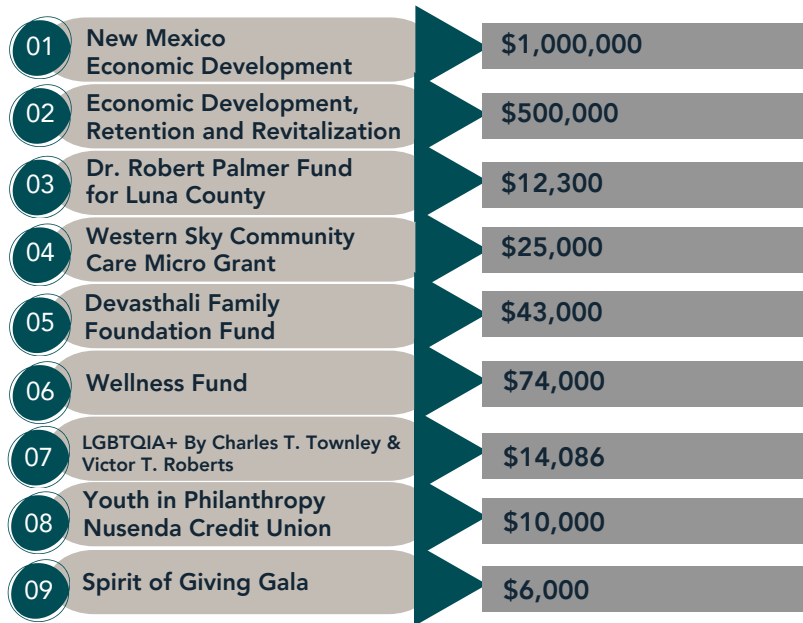 01
New Mexico
Economic Development
$1,000,000
02
Economic Development,
Retention and Revitalization
$500,000
03
Dr. Robert Palmer Fund
for Luna County
$12,300
04
Western Sky Community
Care Micro Grant
$25,000
05
Devasthali Family
Foundation Fund
$43,000
06
Wellness Fund
$74,000
07
LGBTQIA+ By Charles T. Townley &
Victor T. Roberts
$14,086
08
Youth in Philanthropy
Nusenda Credit Union
$10,000
09
Spirit of Giving Gala
$6,000